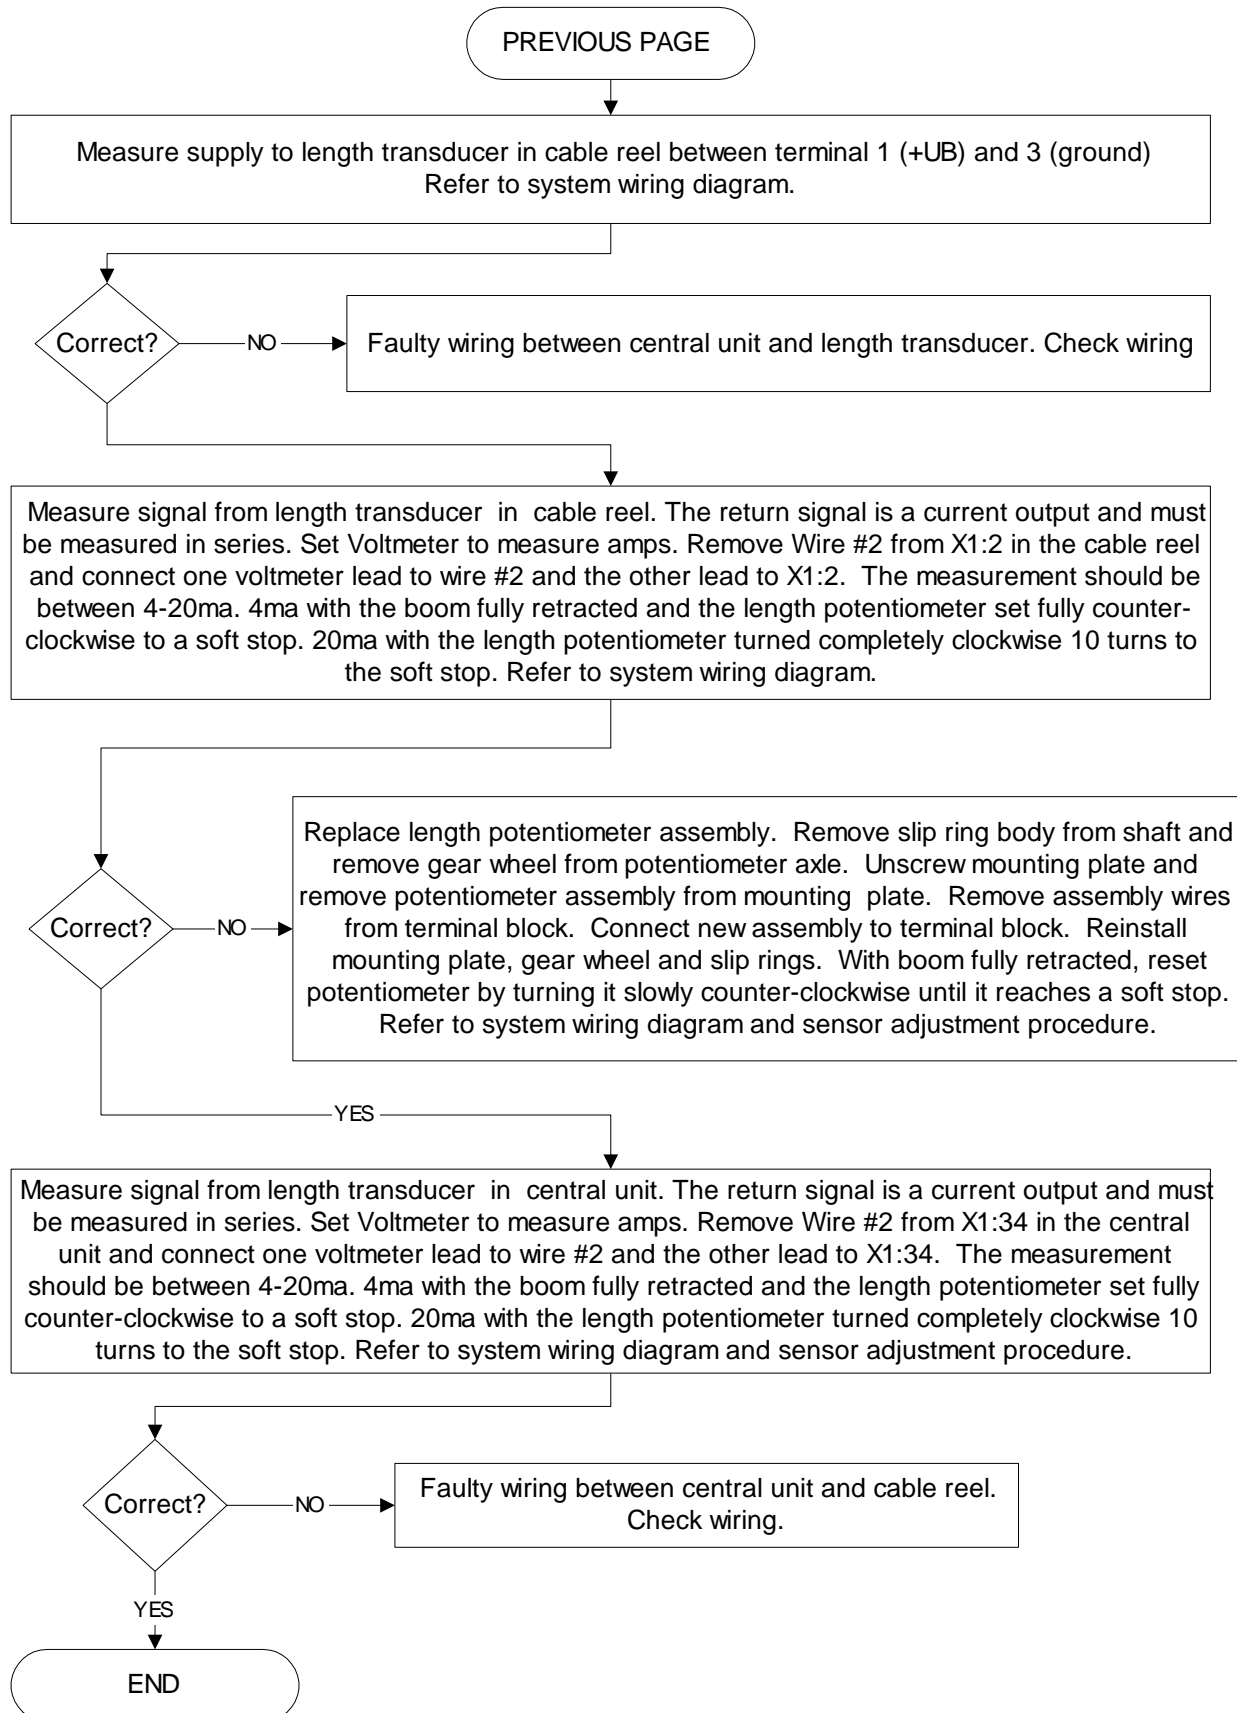 PREVIOUS PAGE
Measure supply to length transducer in cable reel between terminal 1 (+UB) and 3 (ground)
Refer to system wiring diagram.
Correct?
NO
Faulty wiring between central unit and length transducer. Check wiring
Measure signal from length transducer in cable reel. The return signal is a current output and must
be measured in series. Set Voltmeter to measure amps. Remove Wire #2 from X1:2 in the cable reel
and connect one voltmeter lead to wire #2 and the other lead to X1:2. The measurement should be
between 4-20ma. 4ma with the boom fully retracted and the length potentiometer set fully counter-
clockwise to a soft stop. 20ma with the length potentiometer turned completely clockwise 10 turns to
the soft stop. Refer to system wiring diagram.
Correct?
NO
Replace length potentiometer assembly. Remove slip ring body from shaft and
remove gear wheel from potentiometer axle. Unscrew mounting plate and
remove potentiometer assembly from mounting plate. Remove assembly wires
from terminal block. Connect new assembly to terminal block. Reinstall
mounting plate, gear wheel and slip rings. With boom fully retracted, reset
potentiometer by turning it slowly counter-clockwise until it reaches a soft stop.
Refer to system wiring diagram and sensor adjustment procedure.
YES
Measure signal from length transducer in central unit. The return signal is a current output and must
be measured in series. Set Voltmeter to measure amps. Remove Wire #2 from X1:34 in the central
unit and connect one voltmeter lead to wire #2 and the other lead to X1:34. The measurement
should be between 4-20ma. 4ma with the boom fully retracted and the length potentiometer set fully
counter-clockwise to a soft stop. 20ma with the length potentiometer turned completely clockwise 10
turns to the soft stop. Refer to system wiring diagram and sensor adjustment procedure.
Correct?
NO
Faulty wiring between central unit and cable reel.
Check wiring.
YES
END